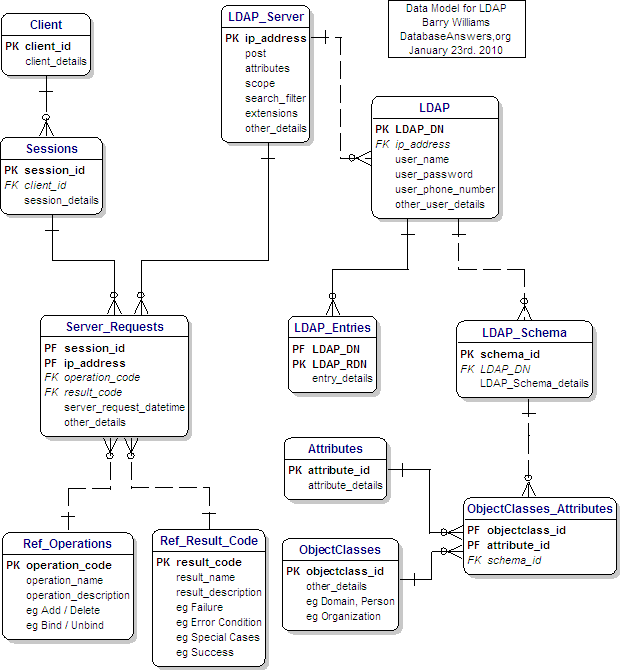 Client
PK client_id
client_details
LDAP_Server
PK ip_address
post
attributes
scope
search_filter
extensions
other_details
Data Model for LDAP
Barry Williams
DatabaseAnswers,org
January 23rd. 2010
LDAP
PK LDAP_DN
FK ip_address
user_name
user_password
user_phone_number
other_user_details
Sessions
PK session_id
FK client_id
session_details
Server_Requests
PF session_id
PF ip_address
FK operation_code
FK result_code
server_request_datetime
other_details
LDAP_Entries
PF LDAP_DN
PK LDAP_RDN
entry_details
LDAP_Schema
PK schema_id
FK LDAP_DN
LDAP_Schema_details
Attributes
PK attribute_id
attribute_details
ObjectClasses_Attributes
PF objectclass_id
PF attribute_id
FK schema_id
Ref_Operations
PK operation_code
operation_name
operation_description
eg Add / Delete
eg Bind / Unbind
Ref_Result_Code
PK result_code
result_name
result_description
eg Failure
eg Error Condition
eg Special Cases
eg Success
ObjectClasses
PK objectclass_id
other_details
eg Domain, Person
eg Organization